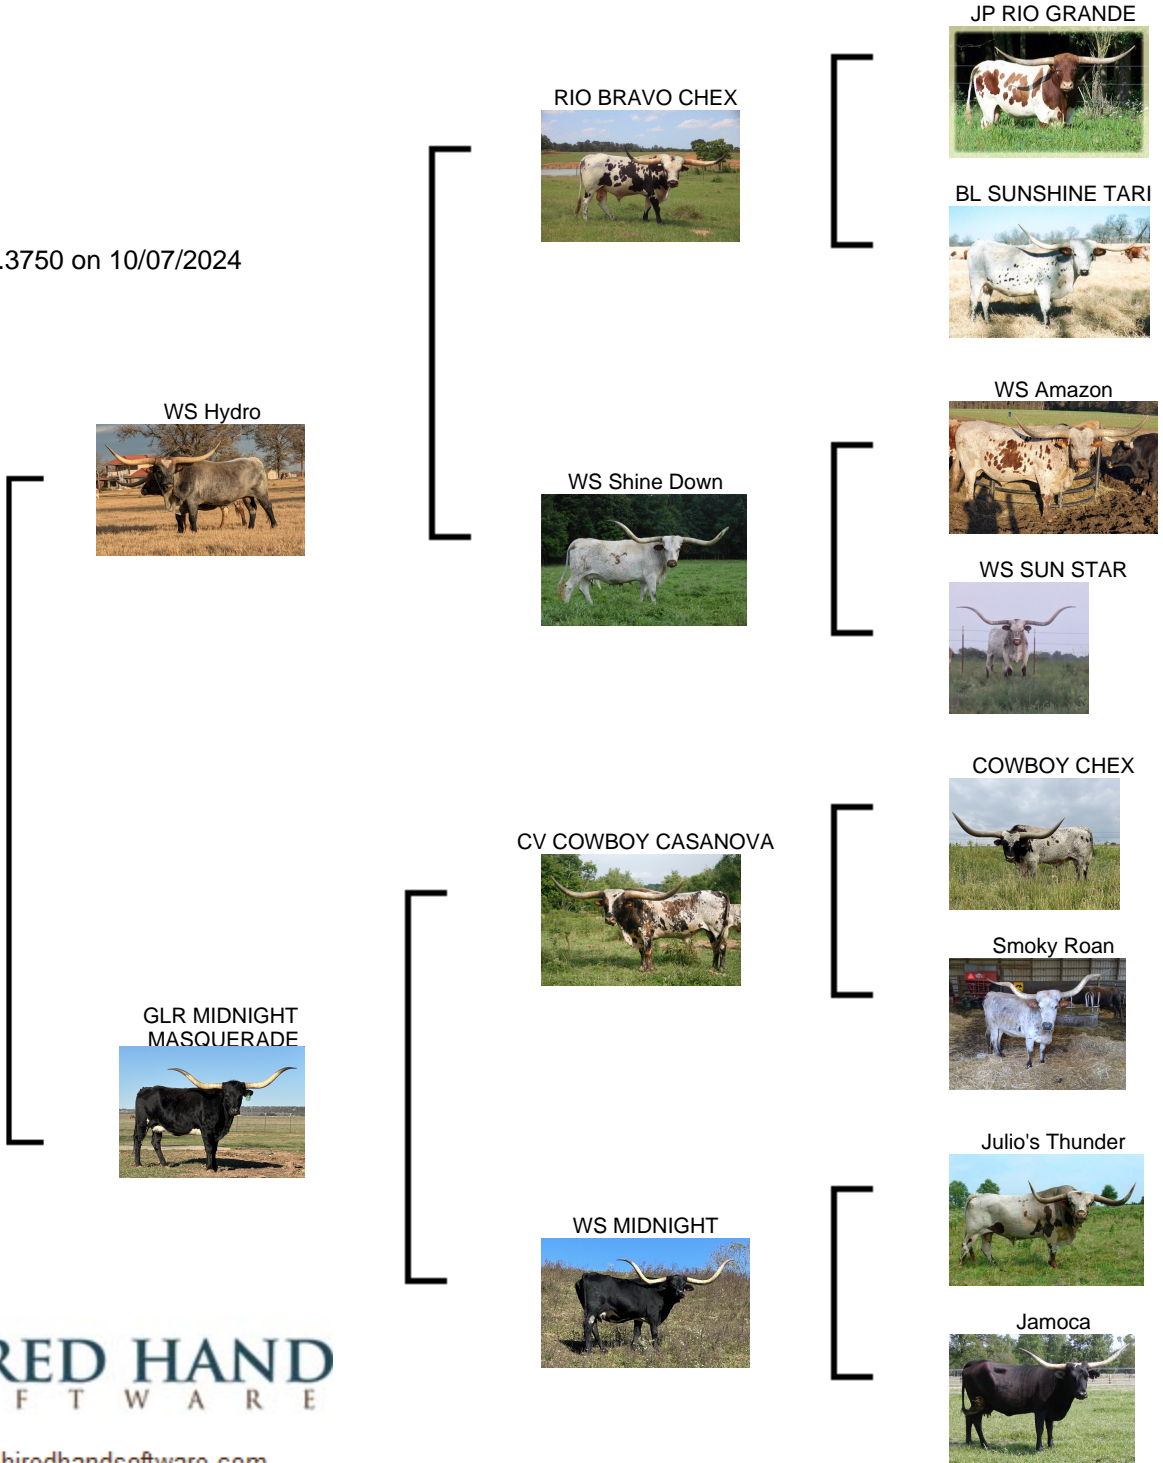 JP RIO GRANDE
RIO BRAVO CHEX
BL SUNSHINE TARI
.3750 on 10/07/2024
WS Amazon
WS Hydro
WS Shine Down
WS SUN STAR
COWBOY CHEX
CV COWBOY CASANOVA
Smoky Roan
GLR MIDNIGHT
MASQUERADE
Julio's Thunder
WS MIDNIGHT
Jamoca
RED HAND
F T W A R E
hiredhandsoftware.com